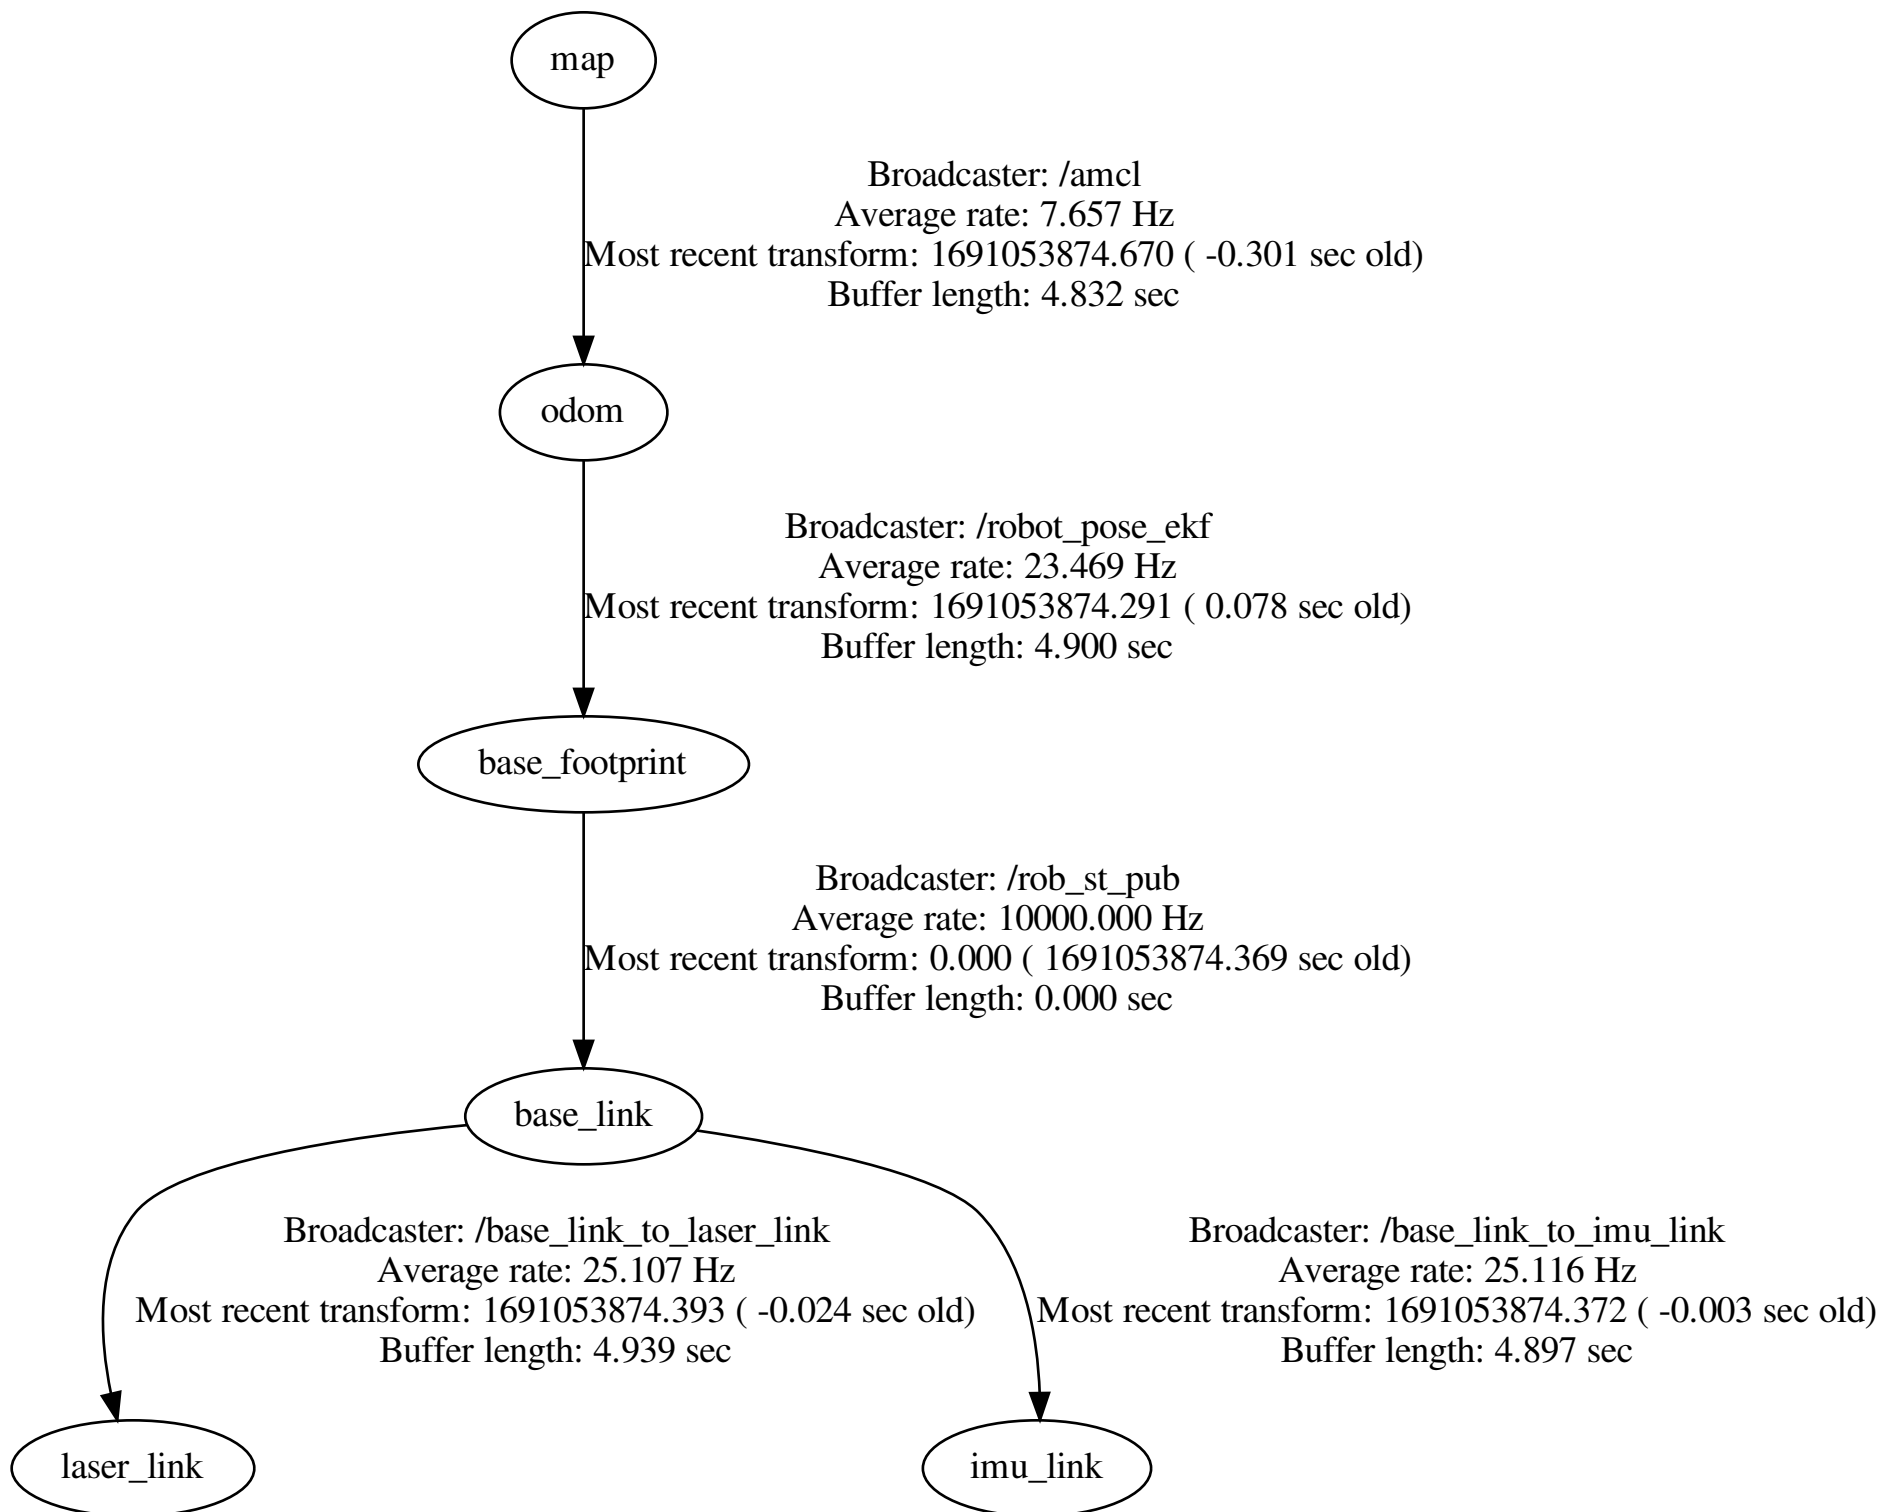 map
Broadcaster: /amcl
Average rate: 7.657 Hz
Most recent transform: 1691053874.670 ( -0.301 sec old)
Buffer length: 4.832 sec
odom
Broadcaster: /robot_pose_ekf
Average rate: 23.469 Hz
Most recent transform: 1691053874.291 ( 0.078 sec old)
Buffer length: 4.900 sec
base_footprint
Broadcaster: /rob_st_pub
Average rate: 10000.000 Hz
Most recent transform: 0.000 ( 1691053874.369 sec old)
Buffer length: 0.000 sec
base_link
Broadcaster: /base_link_to_laser_link
Average rate: 25.107 Hz
Most recent transform: 1691053874.393 ( -0.024 sec old)
Buffer length: 4.939 sec
Broadcaster: /base_link_to_imu_link
Average rate: 25.116 Hz
Most recent transform: 1691053874.372 ( -0.003 sec old)
Buffer length: 4.897 sec
laser_link
imu_link